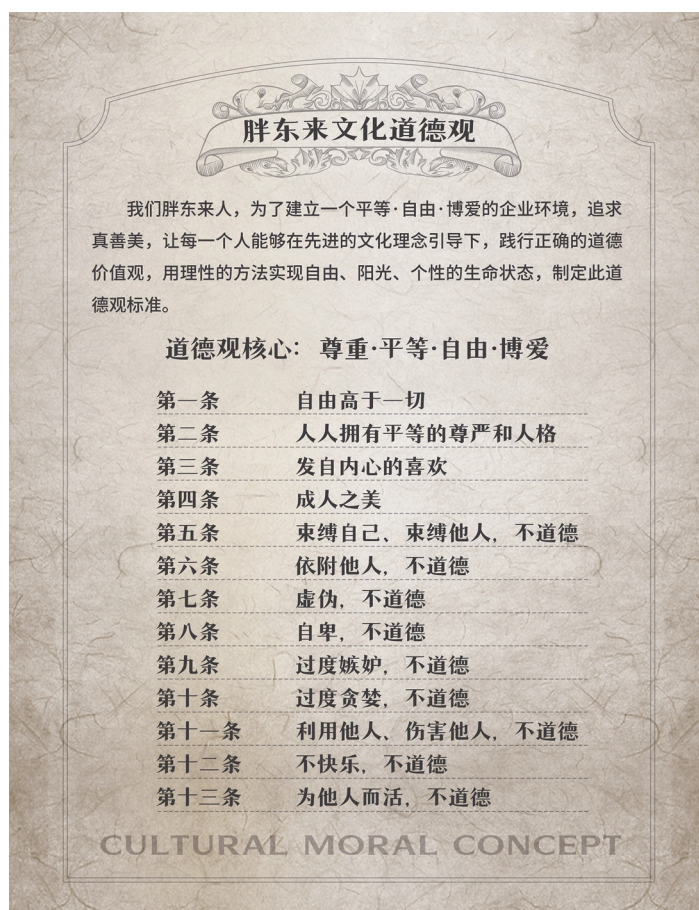 胖东来文化道德观
我们胖东来人，为了建立一个平等·自由·博爱的企业环境，追求
真善美，让每一个人能够在先进的文化理念引导下，践行正确的道德
价值观，用理性的方法实现自由、阳光、个性的生命状态，制定此道
德观标准。
道德观核心： 尊重·平等·自由·博爱
第一条 自由高于一切
第二条 人人拥有平等的尊严和人格
第三条 发自内心的喜欢
第四条 成人之美
第五条 束缚自己、束缚他人，不道德
第六条 依附他人，不道德
第七条 虚伪，不道德
第八条 自卑，不道德
第九条 过度嫉妒，不道德
第十条 过度贪婪，不道德
第十一条 利用他人、伤害他人，不道德
第十二条 不快乐，不道德
第十三条 为他人而活，不道德
CULTURAL MORAL CONCEPT